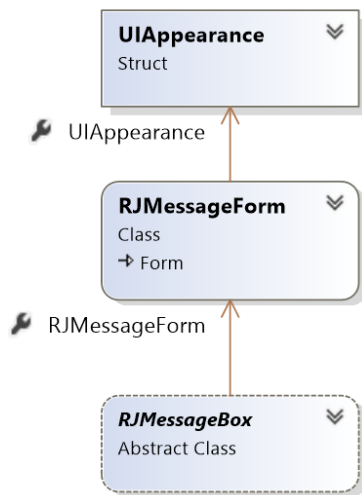 UIAppearance
Struct
UIAppearance
RJMessageForm
Class
Form
RJMessageForm
RJMessageBox
Abstract Class